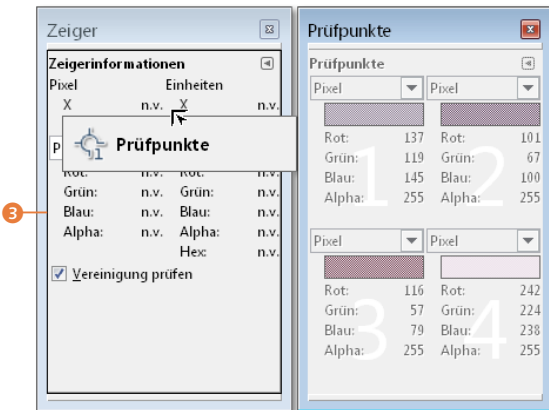 Zeiger
Zeigerinformationen
Pixel Einheiten
X n.v. X n.v.
Prüfpunkte
P
Rot: n.v. Rot: n.v.
Grün: n.v. Grün: n.v.
Blau: n.v. Blau: n.v.
Alpha: n.v. Alpha: n.v.
Hex: n.v.
Vereinigung prüfen
3
Prüfpunkte
Prüfpunkte
Pixel Pixel
Rot: 137 Rot: 101
Grün: 119 Grün: 67
Blau: 145 Blau: 100
Alpha: 255 Alpha: 255
1 2
Pixel Pixel
Rot: 116 Rot: 242
Grün: 57 Grün: 224
Blau: 79 Blau: 238
Alpha: 255 Alpha: 255
3 4